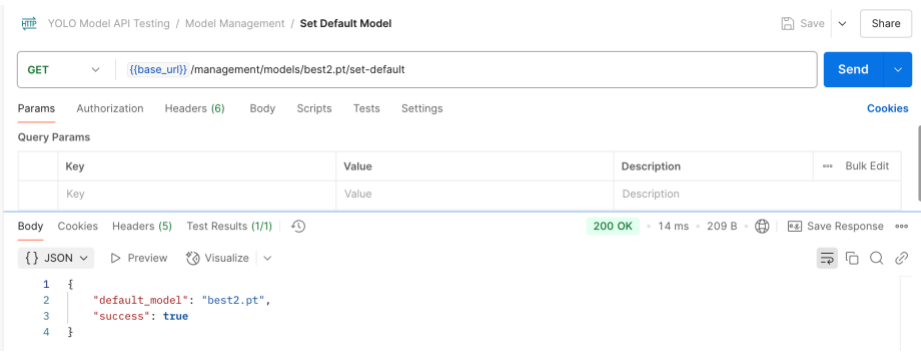 HTTP YOLO Model API Testing / Model Management / Set Default Model Save Share
GET {{base_url}} /management/models/best2.pt/set-default Send
Params Authorization Headers (6) Body Scripts Tests Settings Cookies
Query Params
Key Value Description ••• Bulk Edit
Key Value Description
Body Cookies Headers (5) Test Results (1/1) 200 OK • 14 ms • 209 B • e.g. Save Response •••
{} JSON Preview Visualize
1 {
2 "default_model": "best2.pt",
3 "success": true
4 }